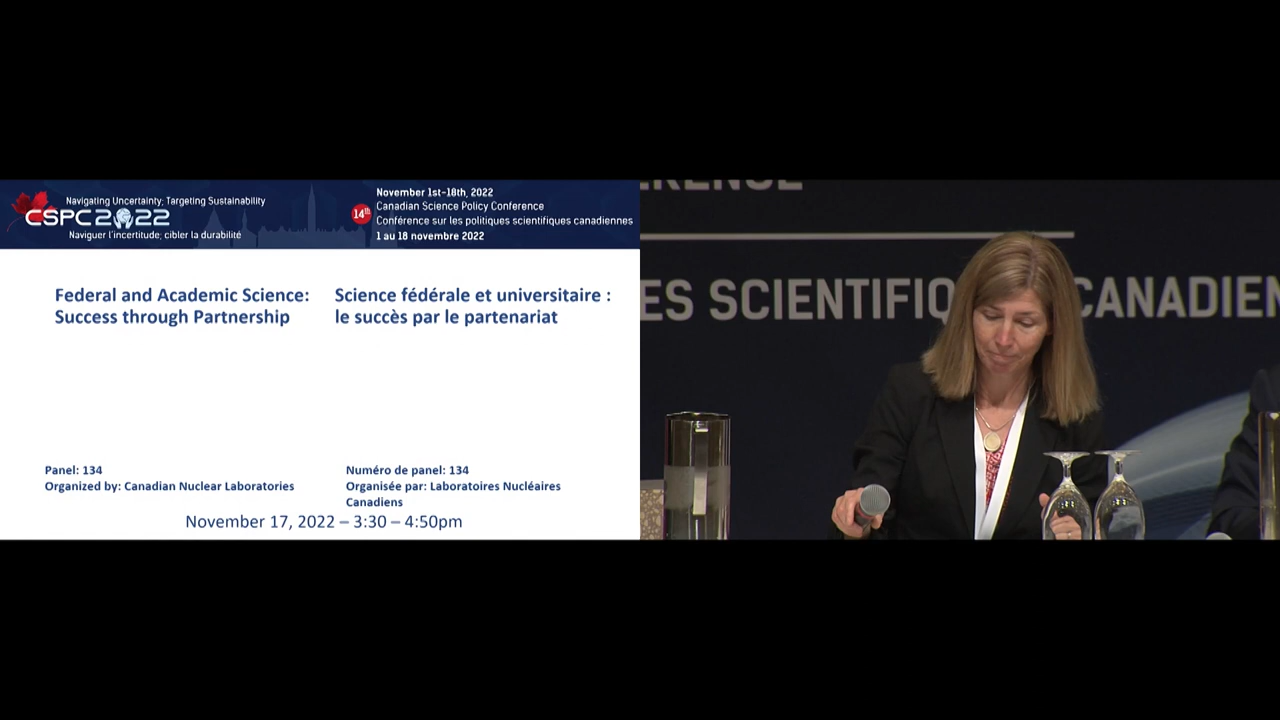 Navigating Uncertainty; Targeting Sustainability
CSPC 2022
Naviguer l'incertitude; cibler la durabilité
14th
November 1st-18th, 2022
Canadian Science Policy Conference
Conférence sur les politiques scientifiques canadiennes
1 au 18 novembre 2022
Federal and Academic Science:
Success through Partnership
Science fédérale et universitaire :
le succès par le partenariat
Panel: 134
Organized by: Canadian Nuclear Laboratories
Numéro de panel: 134
Organisée par: Laboratoires Nucléaires
Canadiens
November 17, 2022 – 3:30 – 4:50pm
ERENCE
ES SCIENTIFIQ CANADIEN